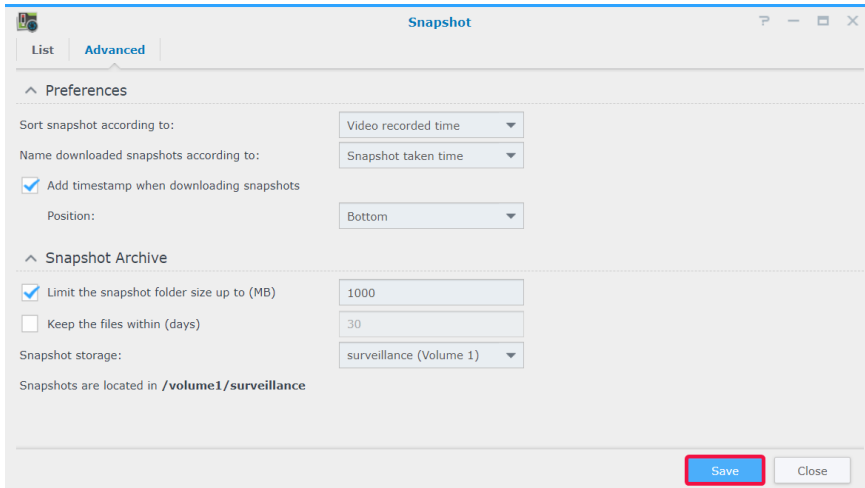 Snapshot
List Advanced
Preferences
Sort snapshot according to: Video recorded time
Name downloaded snapshots according to: Snapshot taken time
Add timestamp when downloading snapshots
Position: Bottom
Snapshot Archive
Limit the snapshot folder size up to (MB) 1000
Keep the files within (days) 30
Snapshot storage: surveillance (Volume 1)
Snapshots are located in /volume1/surveillance
Save Close